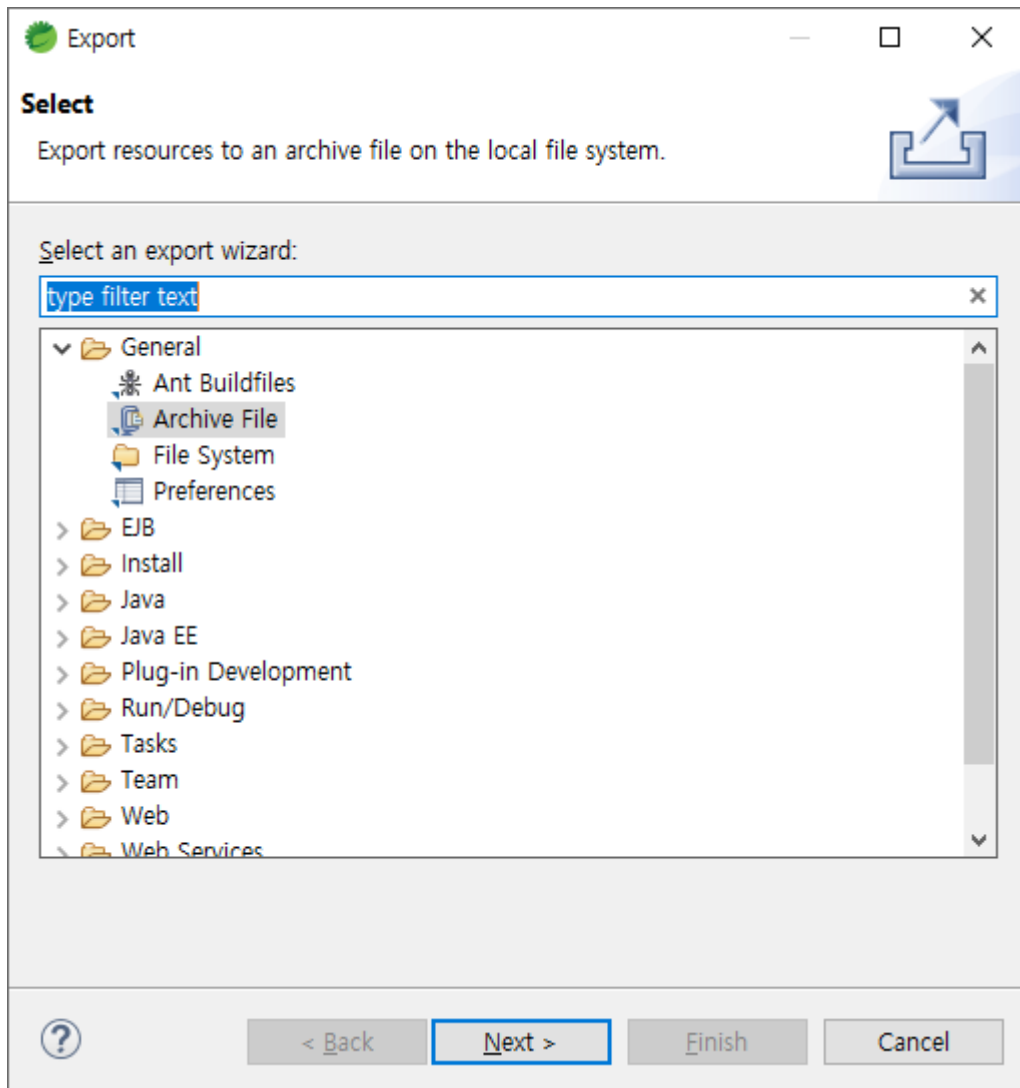 Export
Select
Export resources to an archive file on the local file system.
Select an export wizard:
type filter text
General
Ant Buildfiles
Archive File
File System
Preferences
EJB
Install
Java
Java EE
Plug-in Development
Run/Debug
Tasks
Team
Web
Web Services
< Back
Next >
Finish
Cancel